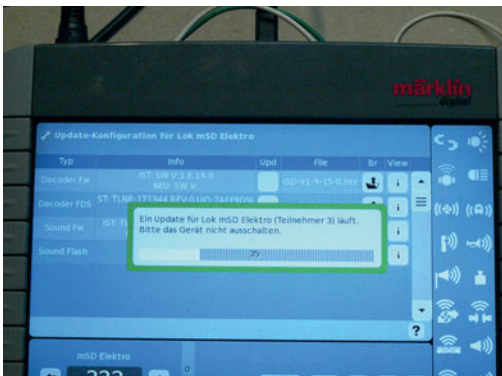 märklin
digital
Update-Konfiguration für Lok mSD Elektro
Typ Info Upd File Br View
Decoder Fw IST: SW V:1.8.14.0
NEU: SW V:
i
Decoder FDS
Sound Fw
i
Sound Flash
i
Ein Update für Lok mSD Elektro (Teilnehmer 3) läuft.
Bitte das Gerät nicht ausschalten.
?
mSD Elektro